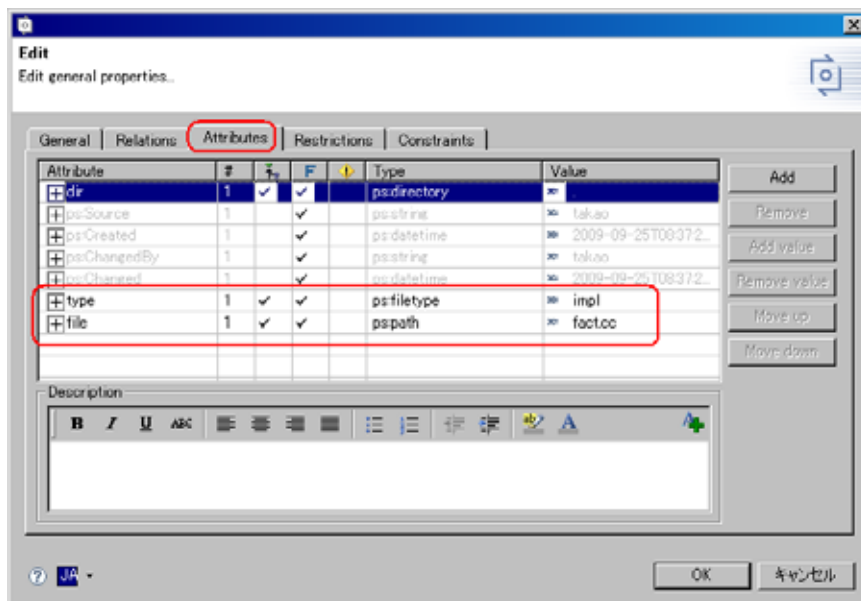 Edit
Edit general properties..
General Relations Attributes Restrictions Constraints
Attribute # F Type Value
dir 1 ps:directory .
ps:Source 1 ps:string takao
ps:Created 1 ps:datetime 2009-09-25T08:37:2...
ps:ChangedBy 1 ps:string takao
ps:Changed 1 ps:datetime 2009-09-25T08:37:2...
type 1 ps:filetype impl
file 1 ps:path fact.cc
Add
Remove
Add value
Remove value
Move up
Move down
Description
B I U ABC ab A A
JA
OK キャンセル